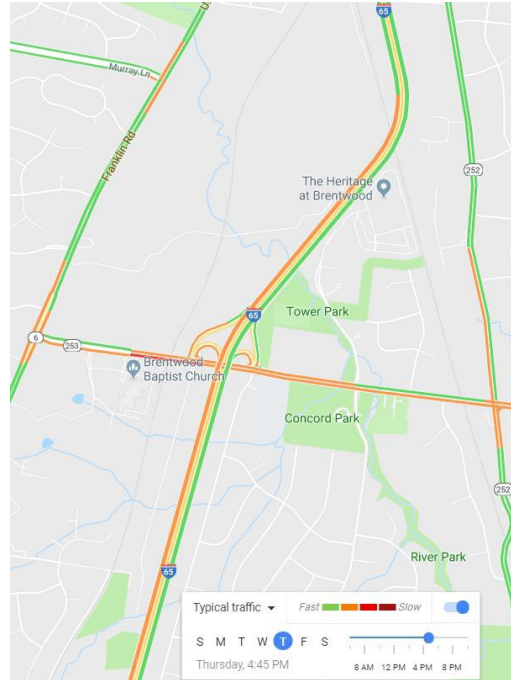 65
U
Murray Ln
Franklin Rd
252
The Heritage
at Brentwood
65
Tower Park
6
253
Brentwood
Baptist Church
Concord Park
252
River Park
65
Typical traffic
Fast
Slow
S M T W T F S
Thursday, 4:45 PM
8 AM 12 PM 4 PM 8 PM